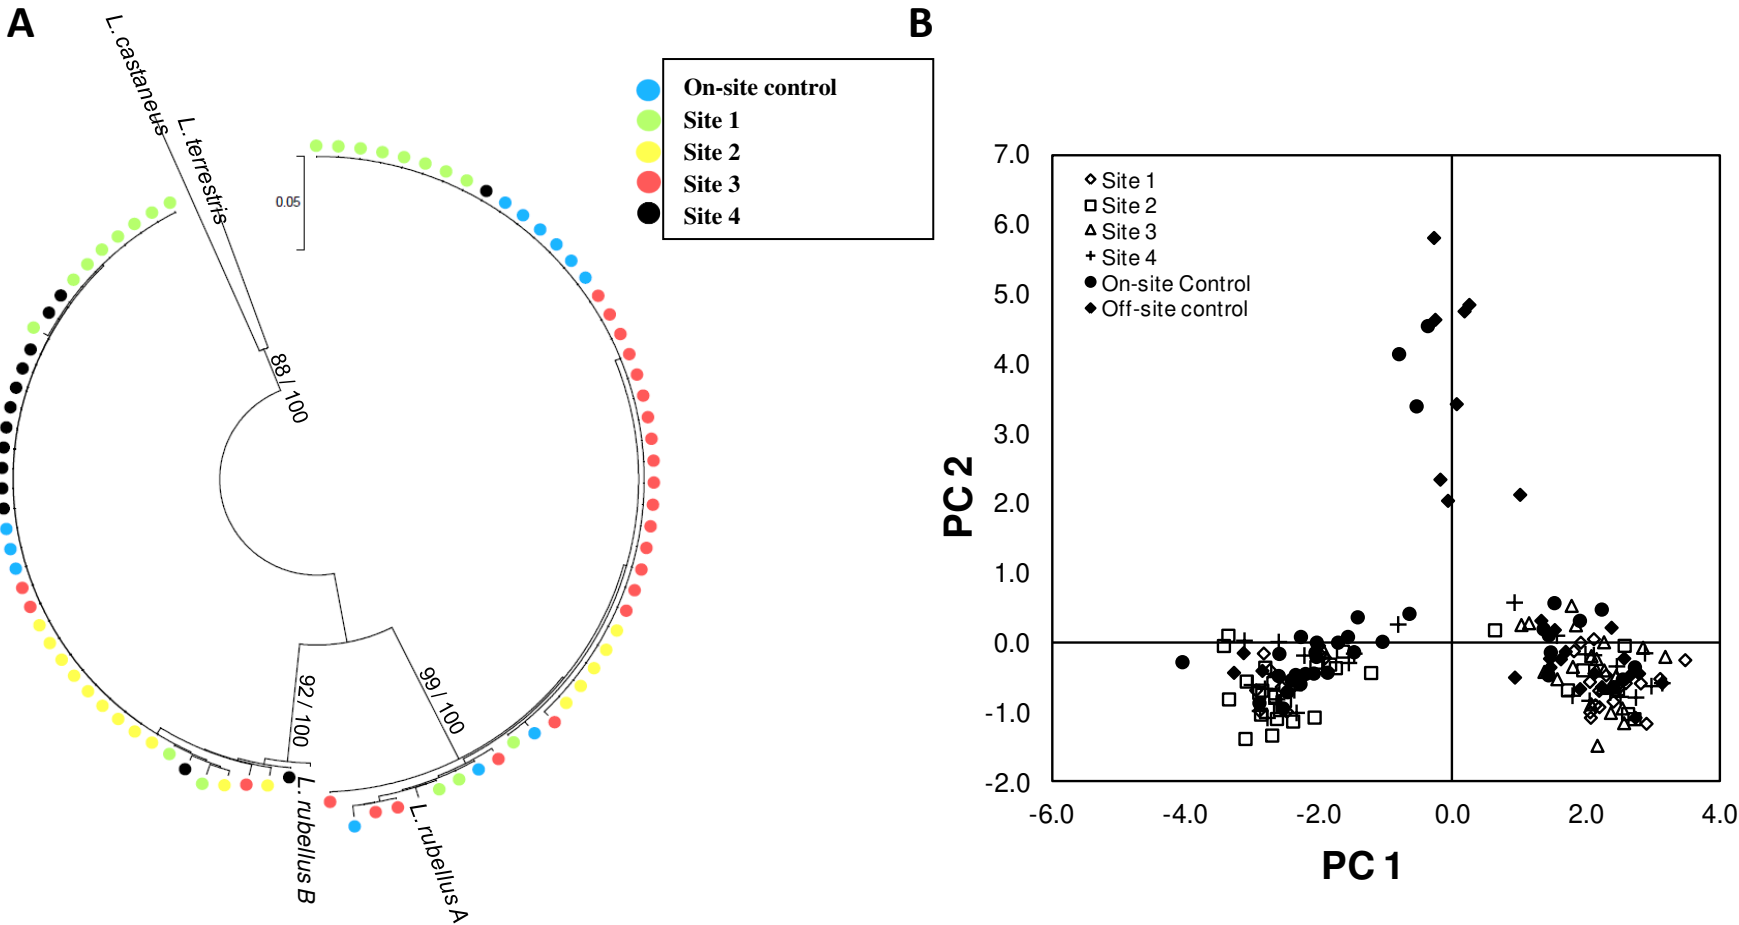 A
L. castaneus
L. terrestris
0.05
88 / 100
92 / 100
99 / 100
L. rubellus B
L. rubellus A
On-site control
Site 1
Site 2
Site 3
Site 4
B
PC 2
7.0
6.0
5.0
4.0
3.0
2.0
1.0
0.0
-1.0
-2.0
Site 1
Site 2
Site 3
Site 4
On-site Control
Off-site control
-6.0 -4.0 -2.0 0.0 2.0 4.0
PC 1